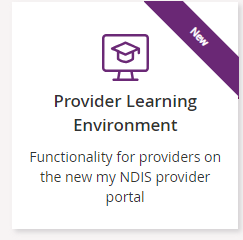 New
Provider Learning
Environment
Functionality for providers on
the new my NDIS provider
portal